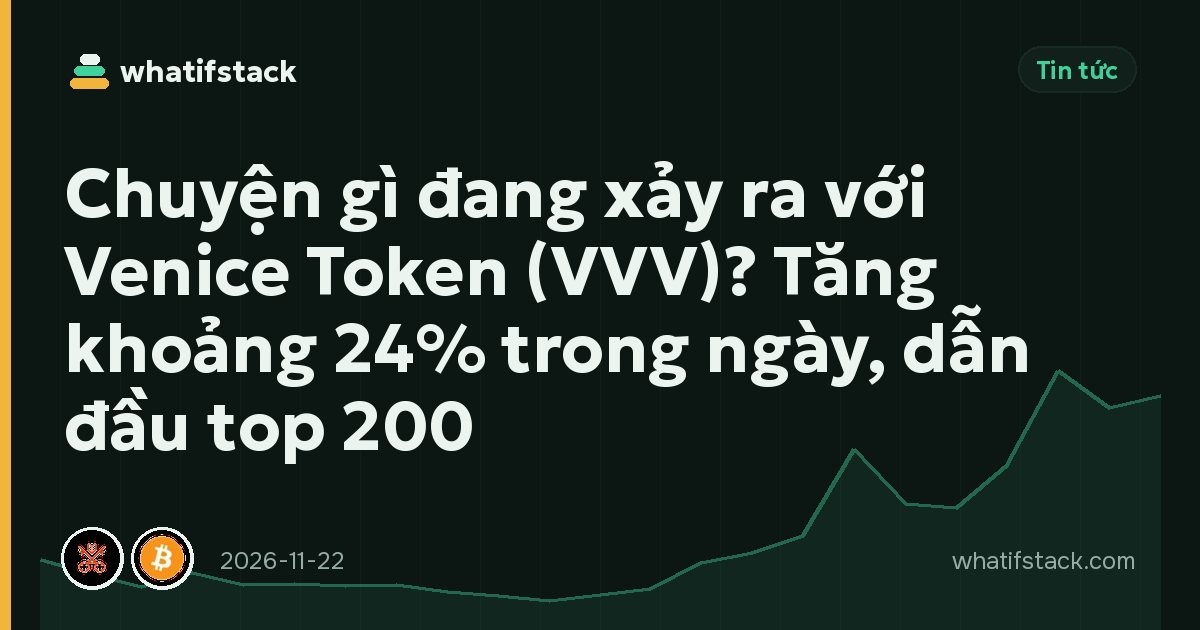 whatifstack
Tin tức
Chuyện gì đang xảy ra với
Venice Token (VVV)? Tăng
khoảng 24% trong ngày, dẫn
đầu top 200
2026-11-22
whatifstack.com